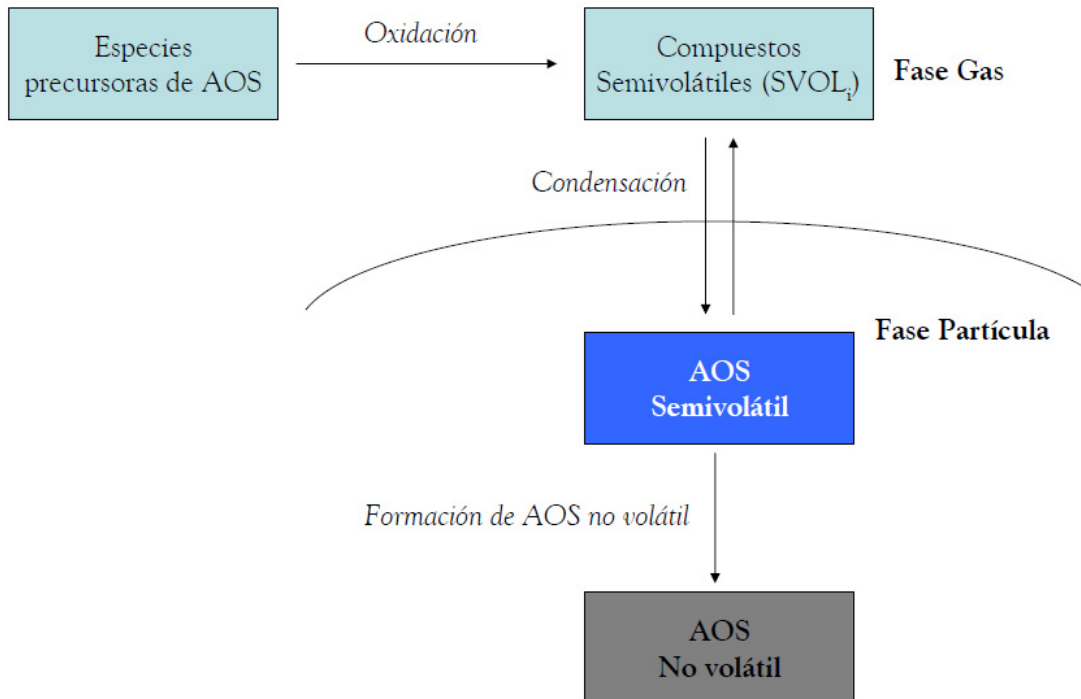 Especies
precursoras de AOS
Oxidación
Compuestos
Semivolátiles (SVOLi)
Fase Gas
Condensación
Fase Partícula
AOS
Semivolátil
Formación de AOS no volátil
AOS
No volátil